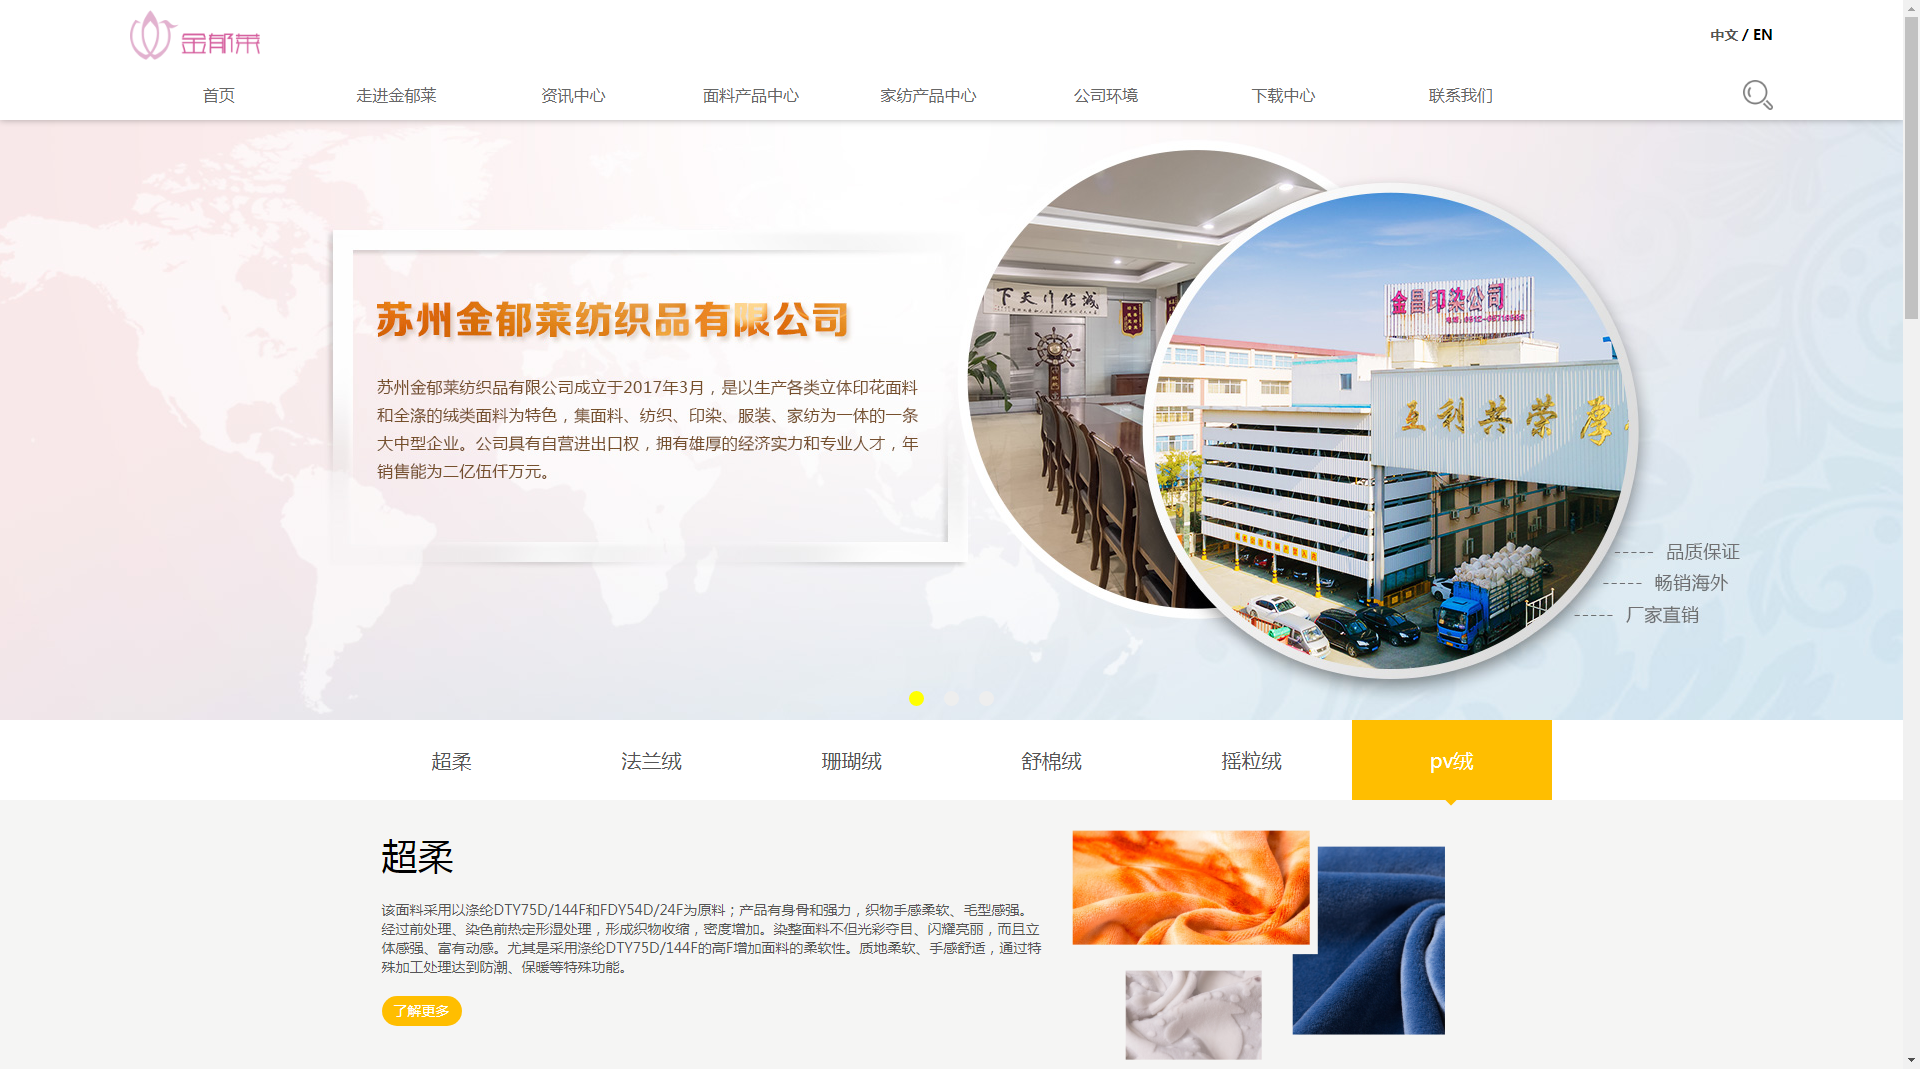 金郁莱
中文 / EN
首页
走进金郁莱
资讯中心
面料产品中心
家纺产品中心
公司环境
下载中心
联系我们
苏州金郁莱纺织品有限公司
苏州金郁莱纺织品有限公司成立于2017年3月，是以生产各类立体印花面料
和全涤的绒类面料为特色，集面料、纺织、印染、服装、家纺为一体的一条
大中型企业。公司具有自营进出口权，拥有雄厚的经济实力和专业人才，年
销售能为二亿伍仟万元。
下天行信诚
金昌印染公司
互利共荣 厚
----- 品质保证
----- 畅销海外
----- 厂家直销
超柔
法兰绒
珊瑚绒
舒棉绒
摇粒绒
pv绒
超柔
该面料采用以涤纶DTY75D/144F和FDY54D/24F为原料；产品有身骨和强力，织物手感柔软、毛型感强。
经过前处理、染色前热定形湿处理，形成织物收缩，密度增加。染整面料不但光彩夺目、闪耀亮丽，而且立
体感强、富有动感。尤其是采用涤纶DTY75D/144F的高F增加面料的柔软性。质地柔软、手感舒适，通过特
殊加工处理达到防潮、保暖等特殊功能。
了解更多